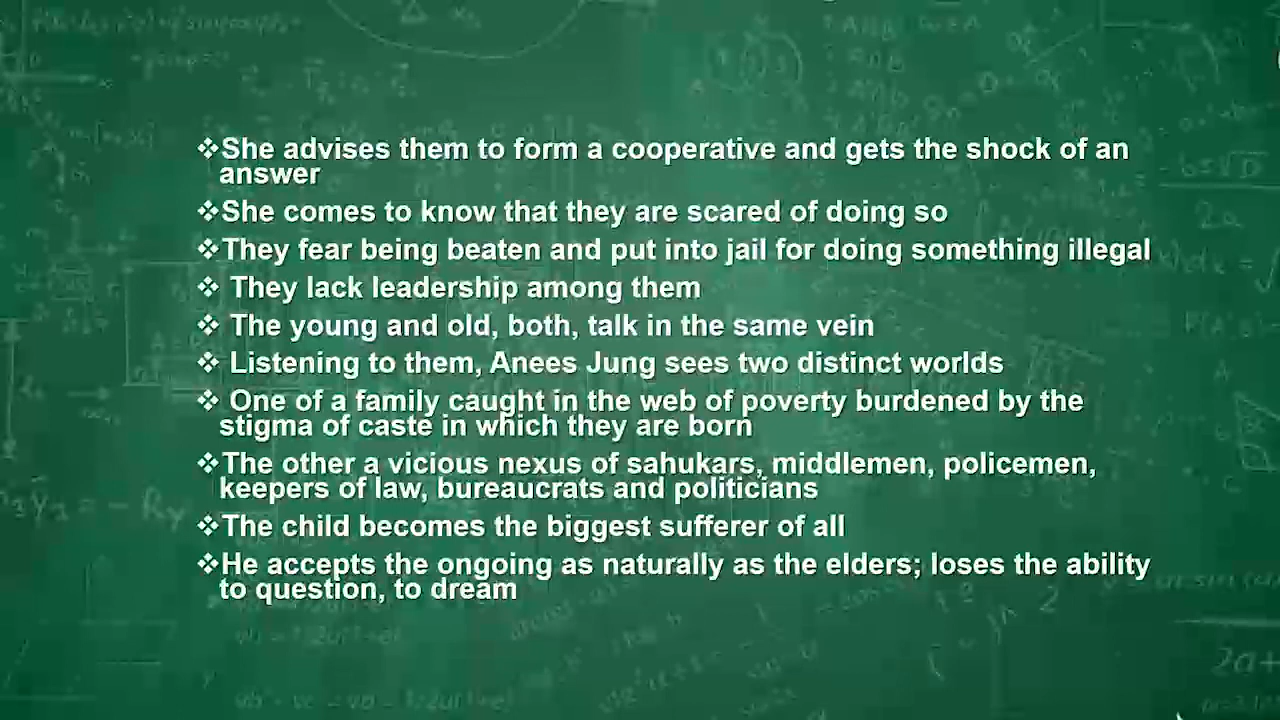 ❖She advises them to form a cooperative and gets the shock of an
answer
❖She comes to know that they are scared of doing so
❖They fear being beaten and put into jail for doing something illegal
❖ They lack leadership among them
❖ The young and old, both, talk in the same vein
❖ Listening to them, Anees Jung sees two distinct worlds
❖ One of a family caught in the web of poverty burdened by the
stigma of caste in which they are born
❖The other a vicious nexus of sahukars, middlemen, policemen,
keepers of law, bureaucrats and politicians
❖The child becomes the biggest sufferer of all
❖He accepts the ongoing as naturally as the elders; loses the ability
to question, to dream